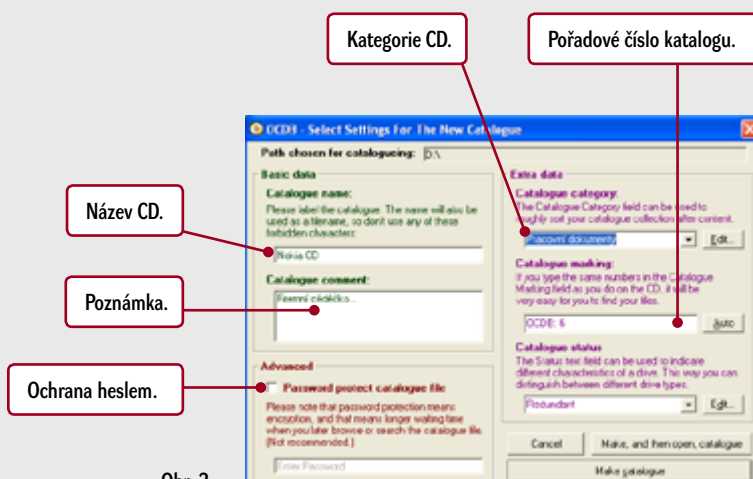 Kategorie CD.
Pořadové číslo katalogu.
OCDB - Select Settings For The New Catalogue
Path chosen for cataloguing: D:\
Název CD.
Poznámka.
Ochrana heslem.
Basic data
Catalogue name:
Please label the catalogue. The name will also be
used as a filename, so don't use any of these
forbidden characters:
Nokia CD
Catalogue comment:
Firemní cédéčko...
Advanced
Password protect catalogue file
Please note that password protection means
encryption, and that means longer waiting time
when you later browse or search the catalogue file.
(Not recommended.)
Enter Password
Extra data
Catalogue category:
The Catalogue Category field can be used to
roughly sort your catalogue collection after content.
Pracovní dokumenty
Edit...
Catalogue marking:
If you type the same numbers in the Catalogue
Marking field as you do on the CD, it will be
very easy for you to find your files.
OCDB: 6
Auto
Catalogue status
The Status text field can be used to indicate
different characteristics of a drive. This way you can
distinguish between different drive types.
Redundant
Edit...
Cancel
Make, and then open, catalogue
Make catalogue